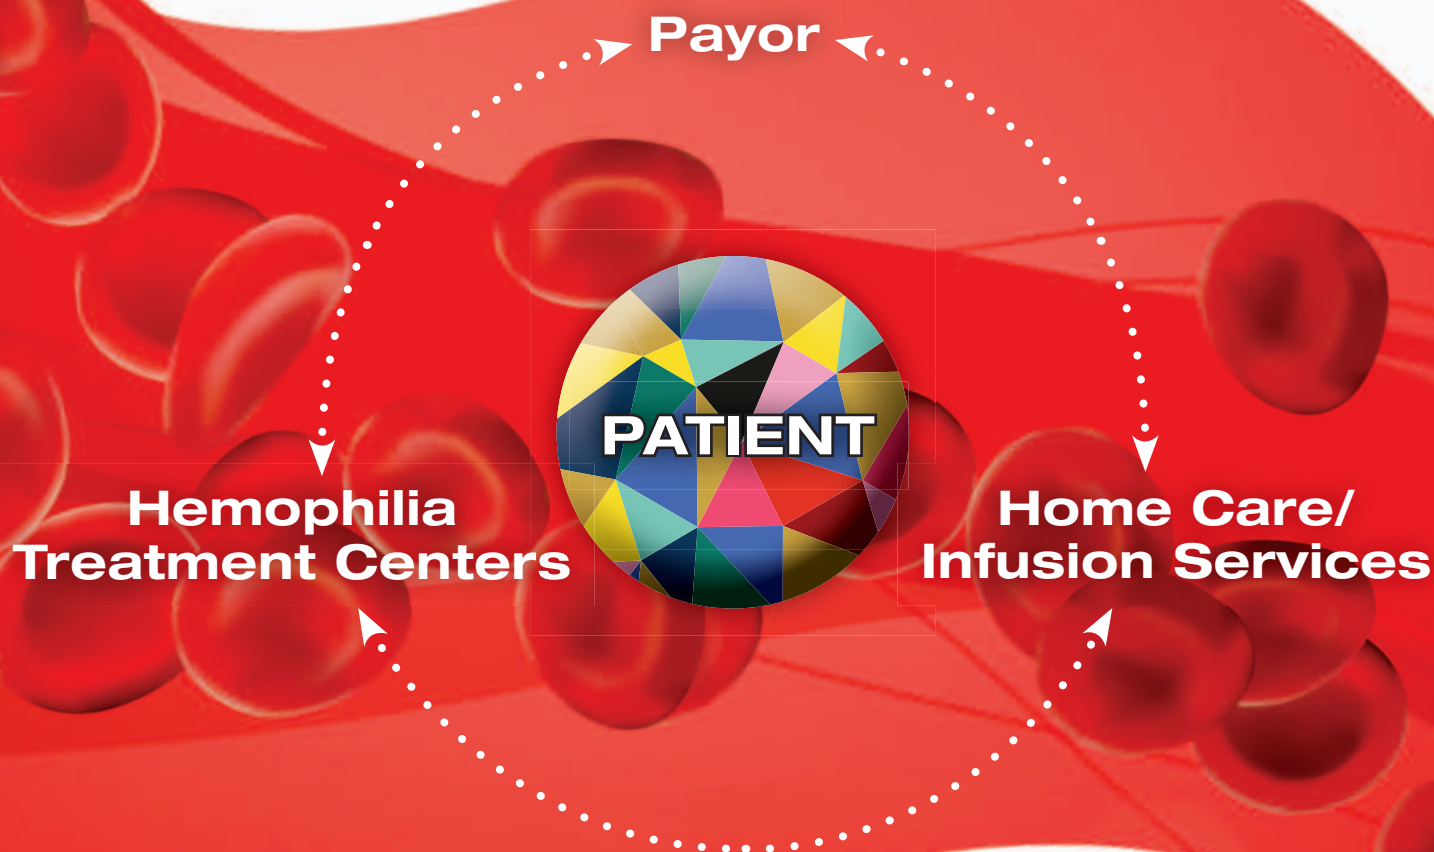 Payor
PATIENT
Hemophilia
Treatment Centers
Home Care/
Infusion Services